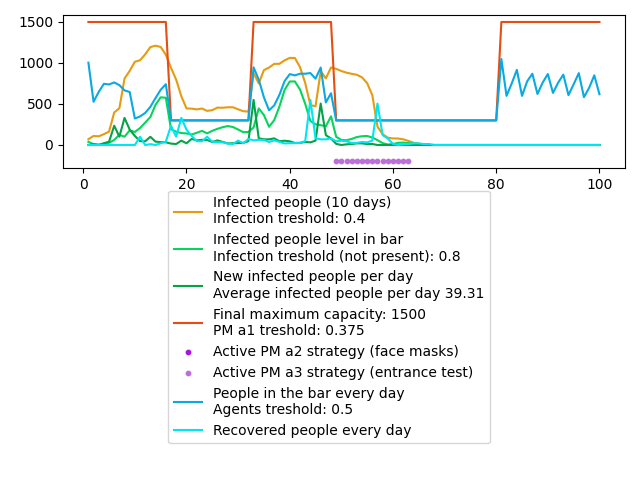 1500
1000
500
0
0
20
40
60
80
100
Infected people (10 days)
Infection treshold: 0.4
Infected people level in bar
Infection treshold (not present): 0.8
New infected people per day
Average infected people per day 39.31
Final maximum capacity: 1500
PM a1 treshold: 0.375
Active PM a2 strategy (face masks)
Active PM a3 strategy (entrance test)
People in the bar every day
Agents treshold: 0.5
Recovered people every day